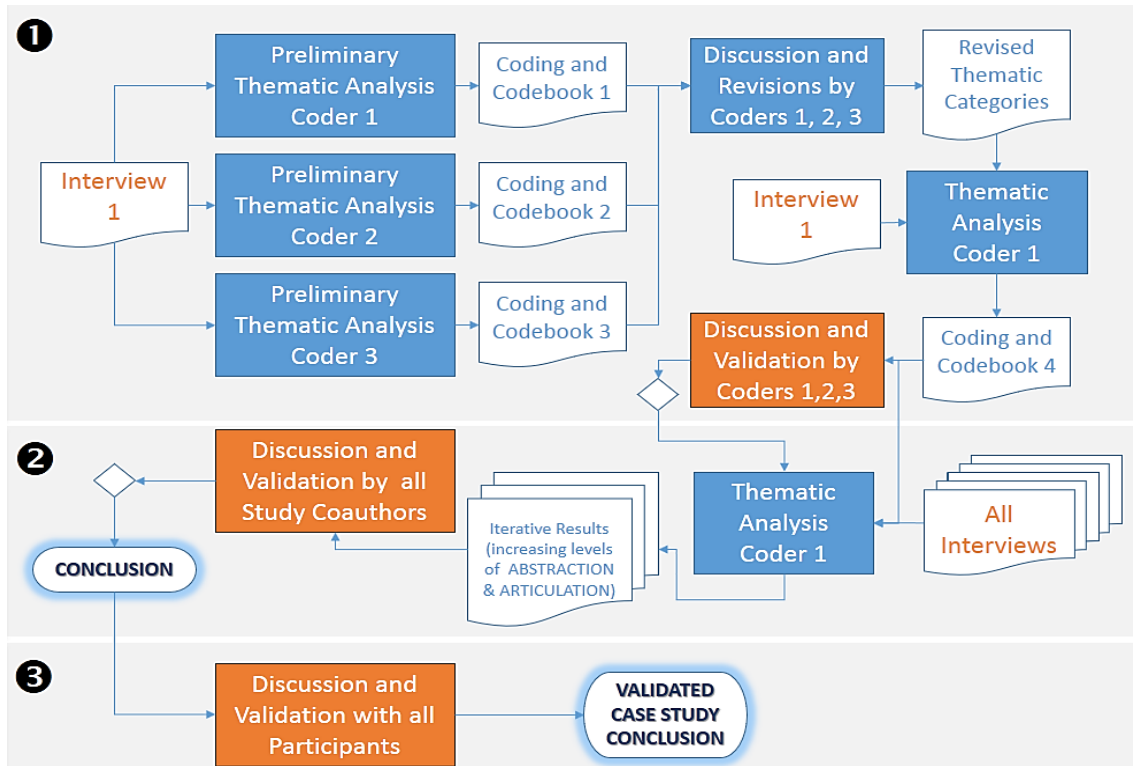 ❶
Preliminary
Thematic Analysis
Coder 1
Coding and
Codebook 1
Discussion and
Revisions by
Coders 1, 2, 3
Revised
Thematic
Categories
Interview
1
Preliminary
Thematic Analysis
Coder 2
Coding and
Codebook 2
Interview
1
Thematic
Analysis
Coder 1
Preliminary
Thematic Analysis
Coder 3
Coding and
Codebook 3
Discussion and
Validation by
Coders 1,2,3
Coding and
Codebook 4
❷
Discussion and
Validation by all
Study Coauthors
Iterative Results
(increasing levels
of ABSTRACTION
& ARTICULATION)
Thematic
Analysis
Coder 1
All
Interviews
CONCLUSION
❸
Discussion and
Validation with all
Participants
VALIDATED
CASE STUDY
CONCLUSION